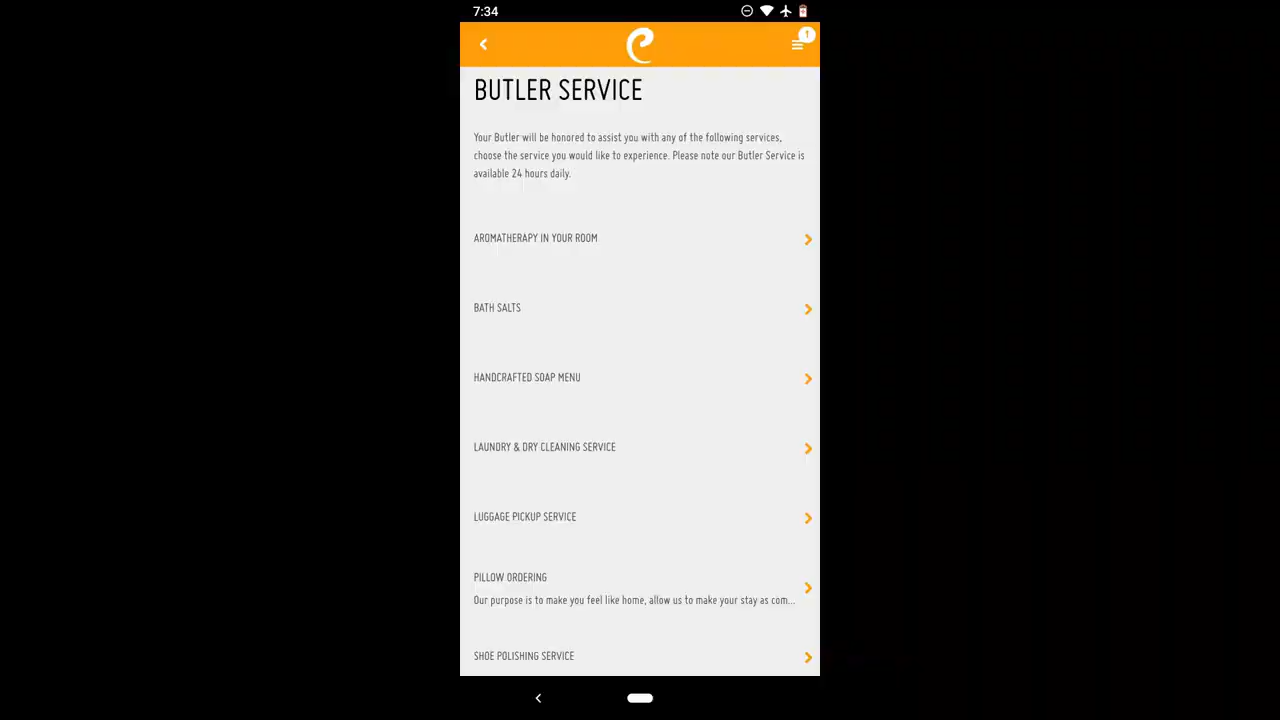 7:34
1
BUTLER SERVICE
Your Butler will be honored to assist you with any of the following services,
choose the service you would like to experience. Please note our Butler Service is
available 24 hours daily.
AROMATHERAPY IN YOUR ROOM
BATH SALTS
HANDCRAFTED SOAP MENU
LAUNDRY & DRY CLEANING SERVICE
LUGGAGE PICKUP SERVICE
PILLOW ORDERING
Our purpose is to make you feel like home, allow us to make your stay as com...
SHOE POLISHING SERVICE